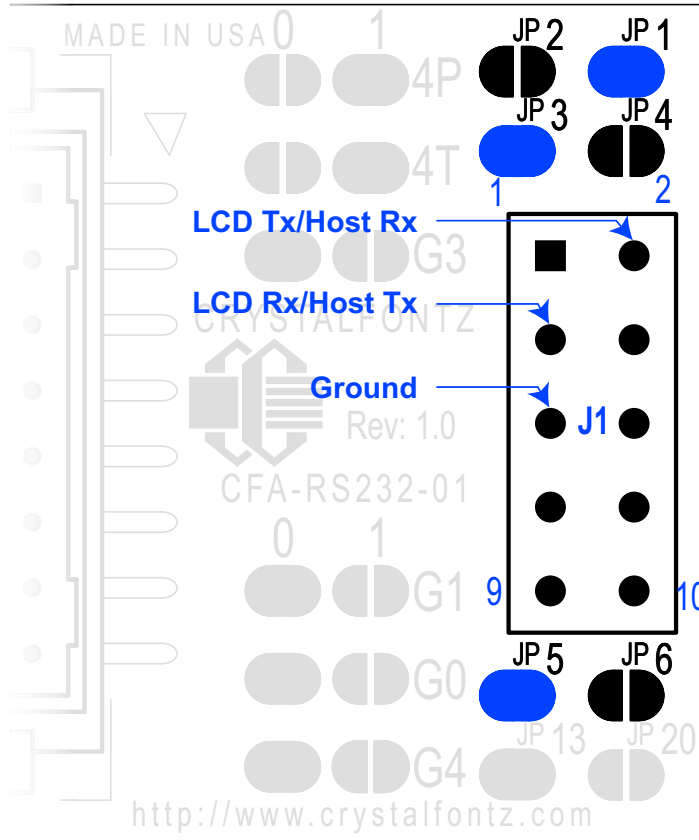 MADE IN USA
0 1
JP 2 JP 1
4P
JP 3 JP 4
4T
1 2
LCD Tx/Host Rx
G3
LCD Rx/Host Tx
CRYSTALFONTZ
Ground
J1
Rev: 1.0
CFA-RS232-01
0 1
G1
9 10
JP 5 JP 6
G0
JP 13 JP 20
G4
http://www.crystalfontz.com